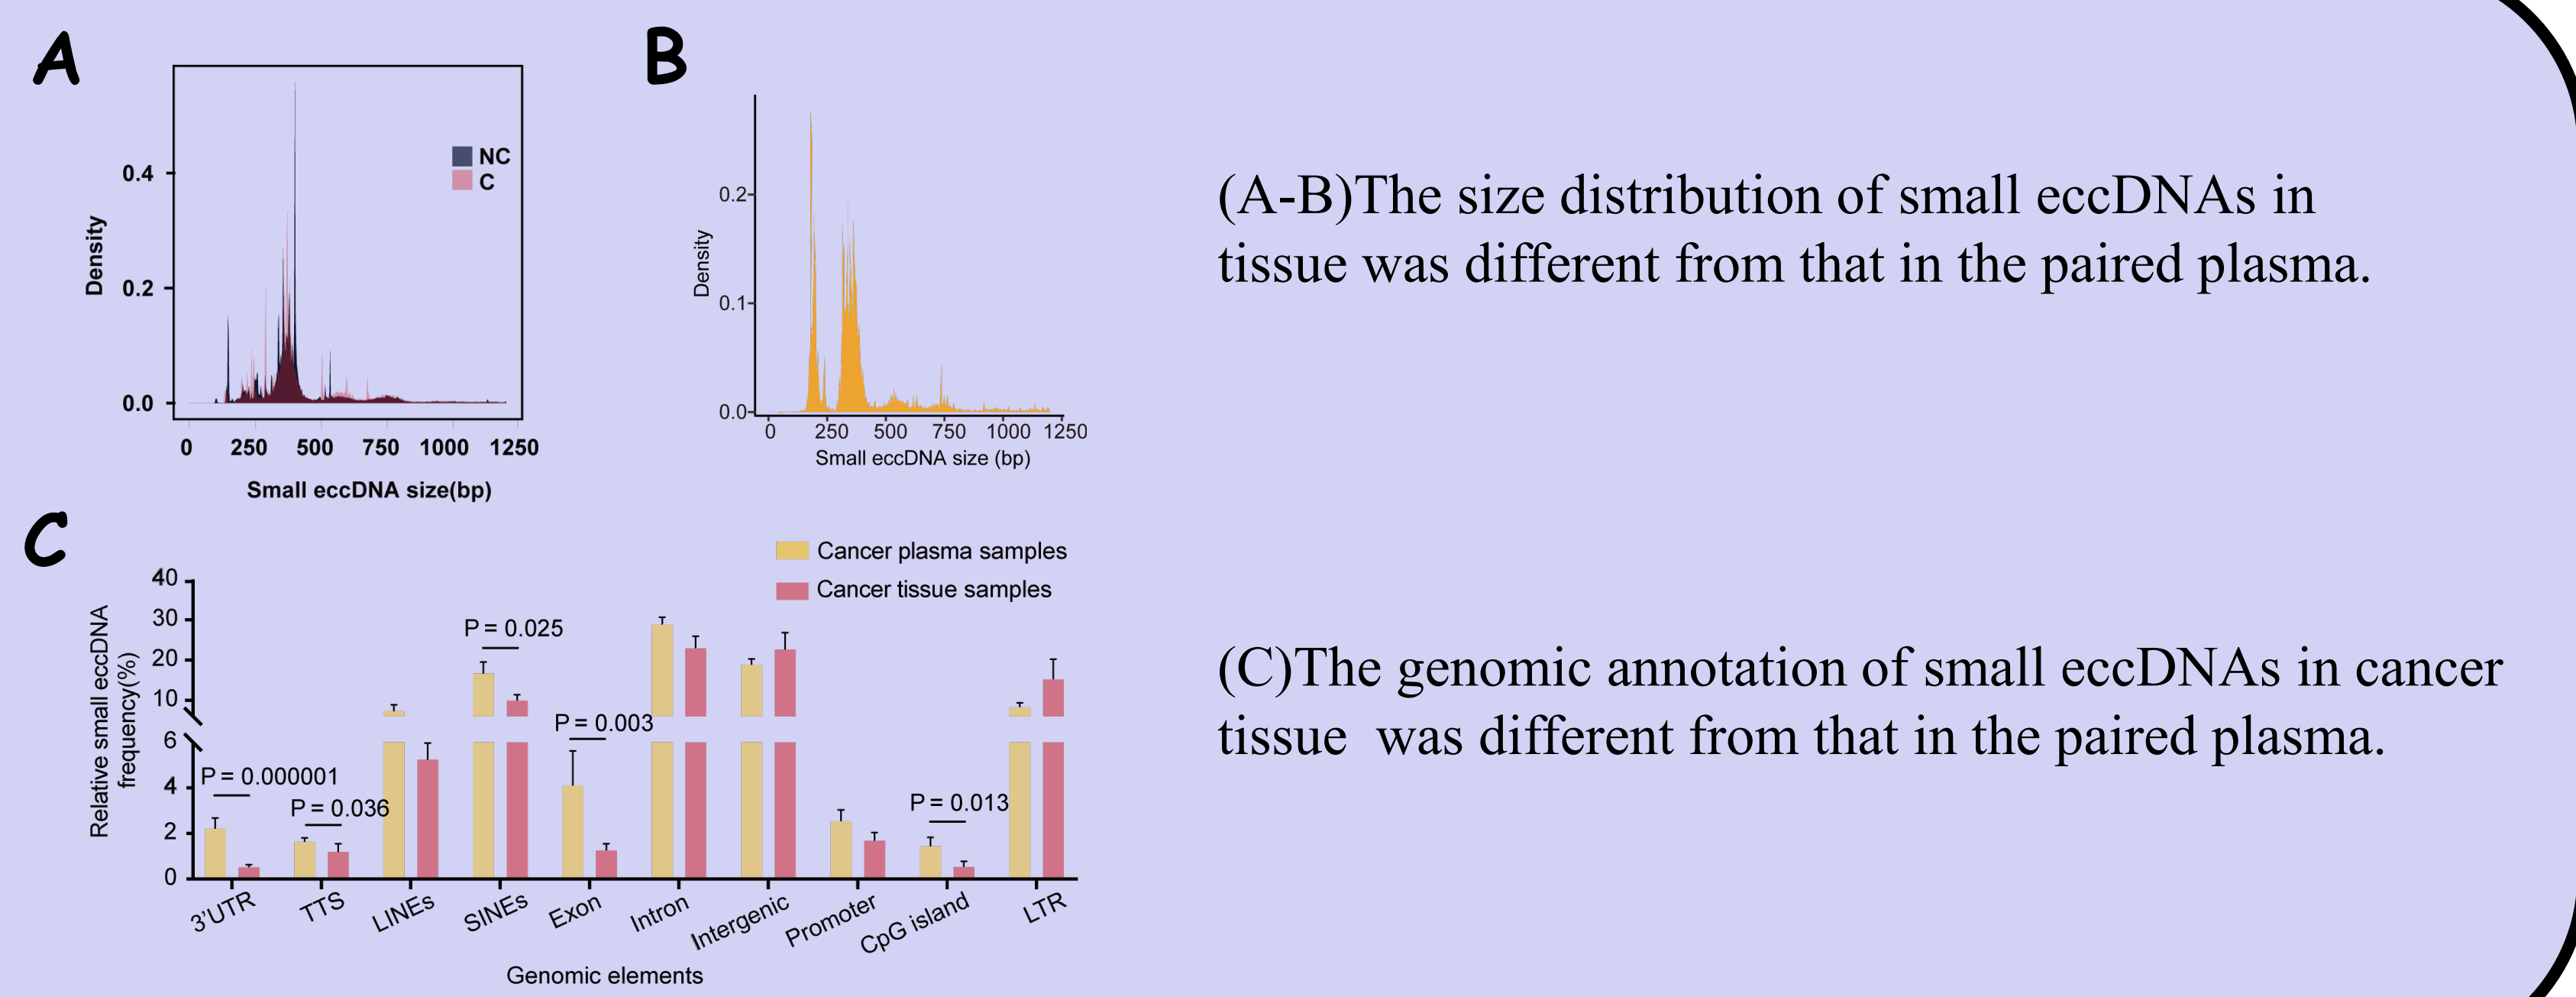 A
0.4
0.2
0.0
Density
NC
C
0 250 500 750 1000 1250
Small eccDNA size(bp)
B
0.2
0.1
0.0
Density
0 250 500 750 1000 1250
Small eccDNA size (bp)
(A-B)The size distribution of small eccDNAs in
tissue was different from that in the paired plasma.
C
Cancer plasma samples
Cancer tissue samples
Relative small eccDNA
frequency(%)
40
30
20
10
6
4
2
0
P = 0.000001
P = 0.036
P = 0.025
P = 0.003
P = 0.013
3’UTR TTS LINEs SINEs Exon Intron Intergenic Promoter CpG island LTR
Genomic elements
(C)The genomic annotation of small eccDNAs in cancer
tissue  was different from that in the paired plasma.